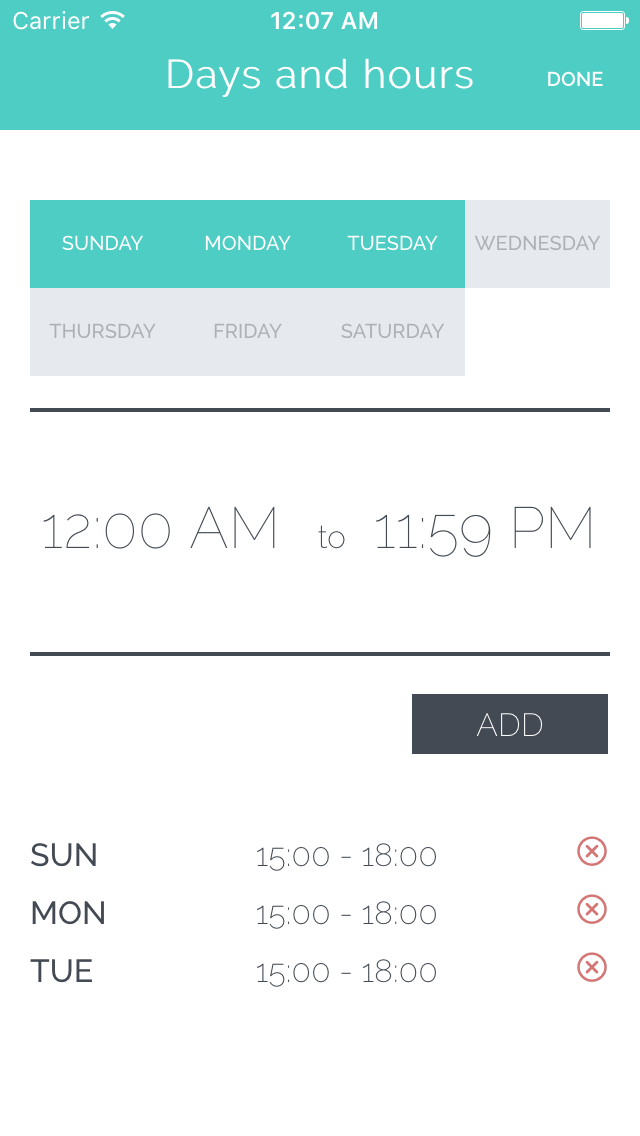 Carrier 12:07 AM
Days and hours DONE
SUNDAY MONDAY TUESDAY WEDNESDAY
THURSDAY FRIDAY SATURDAY
12:00 AM to 11:59 PM
ADD
SUN 15:00 - 18:00
MON 15:00 - 18:00
TUE 15:00 - 18:00